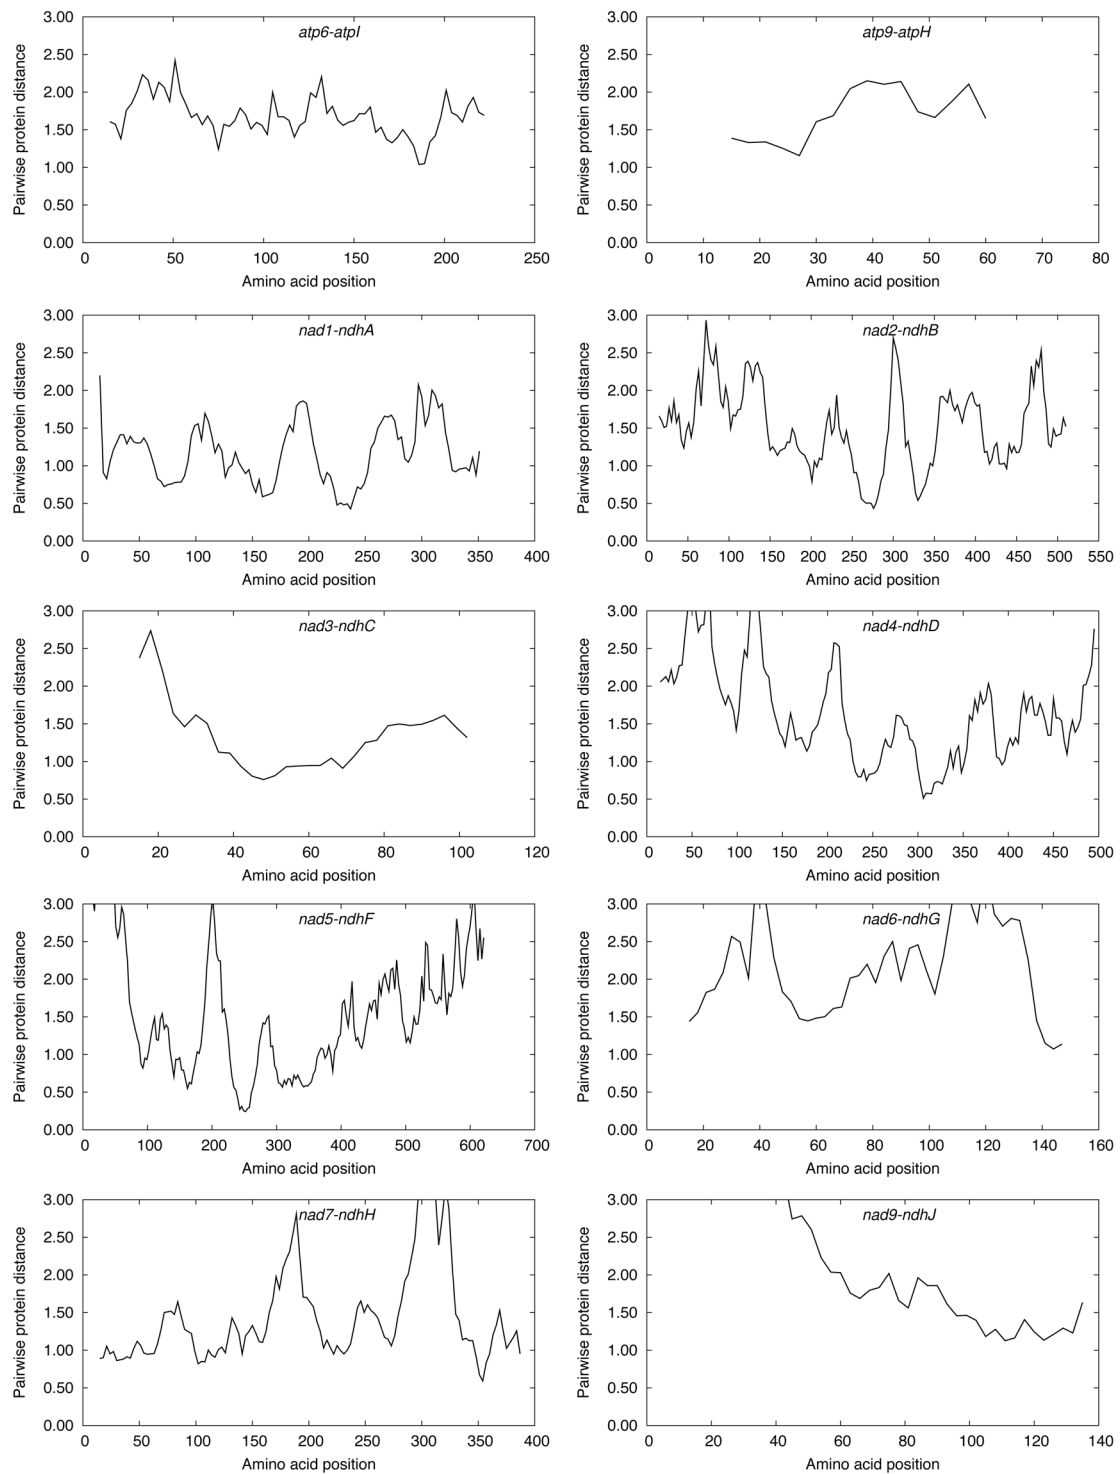 atp6-atpI
Pairwise protein distance
3.00
2.50
2.00
1.50
1.00
0.50
0.00
0 50 100 150 200 250
Amino acid position
atp9-atpH
Pairwise protein distance
3.00
2.50
2.00
1.50
1.00
0.50
0.00
0 10 20 30 40 50 60 70 80
Amino acid position
nad1-ndhA
Pairwise protein distance
3.00
2.50
2.00
1.50
1.00
0.50
0.00
0 50 100 150 200 250 300 350 400
Amino acid position
nad2-ndhB
Pairwise protein distance
3.00
2.50
2.00
1.50
1.00
0.50
0.00
0 50 100 150 200 250 300 350 400 450 500 550
Amino acid position
nad3-ndhC
Pairwise protein distance
3.00
2.50
2.00
1.50
1.00
0.50
0.00
0 20 40 60 80 100 120
Amino acid position
nad4-ndhD
Pairwise protein distance
3.00
2.50
2.00
1.50
1.00
0.50
0.00
0 50 100 150 200 250 300 350 400 450 500
Amino acid position
nad5-ndhF
Pairwise protein distance
3.00
2.50
2.00
1.50
1.00
0.50
0.00
0 100 200 300 400 500 600 700
Amino acid position
nad6-ndhG
Pairwise protein distance
3.00
2.50
2.00
1.50
1.00
0.50
0.00
0 20 40 60 80 100 120 140 160
Amino acid position
nad7-ndhH
Pairwise protein distance
3.00
2.50
2.00
1.50
1.00
0.50
0.00
0 50 100 150 200 250 300 350 400
Amino acid position
nad9-ndhJ
Pairwise protein distance
3.00
2.50
2.00
1.50
1.00
0.50
0.00
0 20 40 60 80 100 120 140
Amino acid position